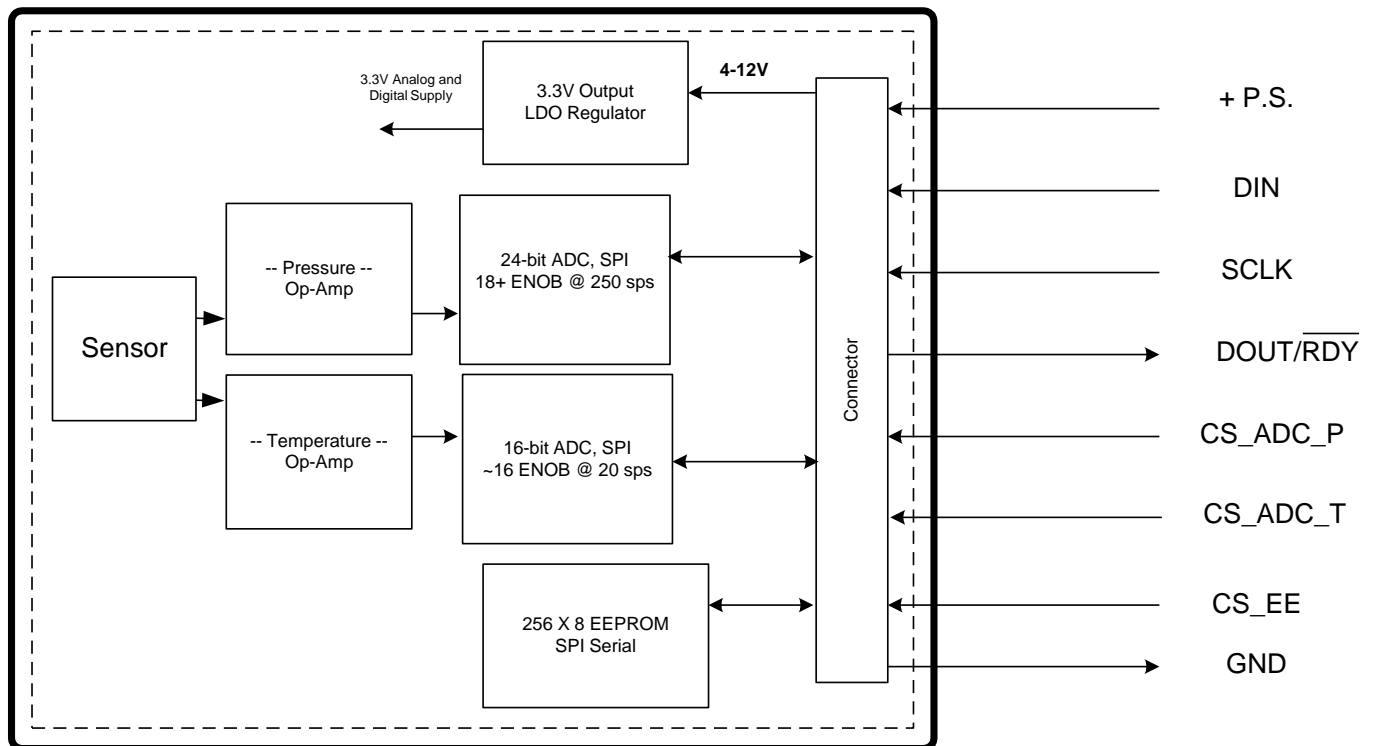 3.3V Analog and
Digital Supply
3.3V Output
LDO Regulator
4-12V
+ P.S.
DIN
SCLK
DOUT/R̅D̅Y̅
CS_ADC_P
CS_ADC_T
CS_EE
GND
Connector
Sensor
-- Pressure --
Op-Amp
24-bit ADC, SPI
18+ ENOB @ 250 sps
-- Temperature --
Op-Amp
16-bit ADC, SPI
~16 ENOB @ 20 sps
256 X 8 EEPROM
SPI Serial